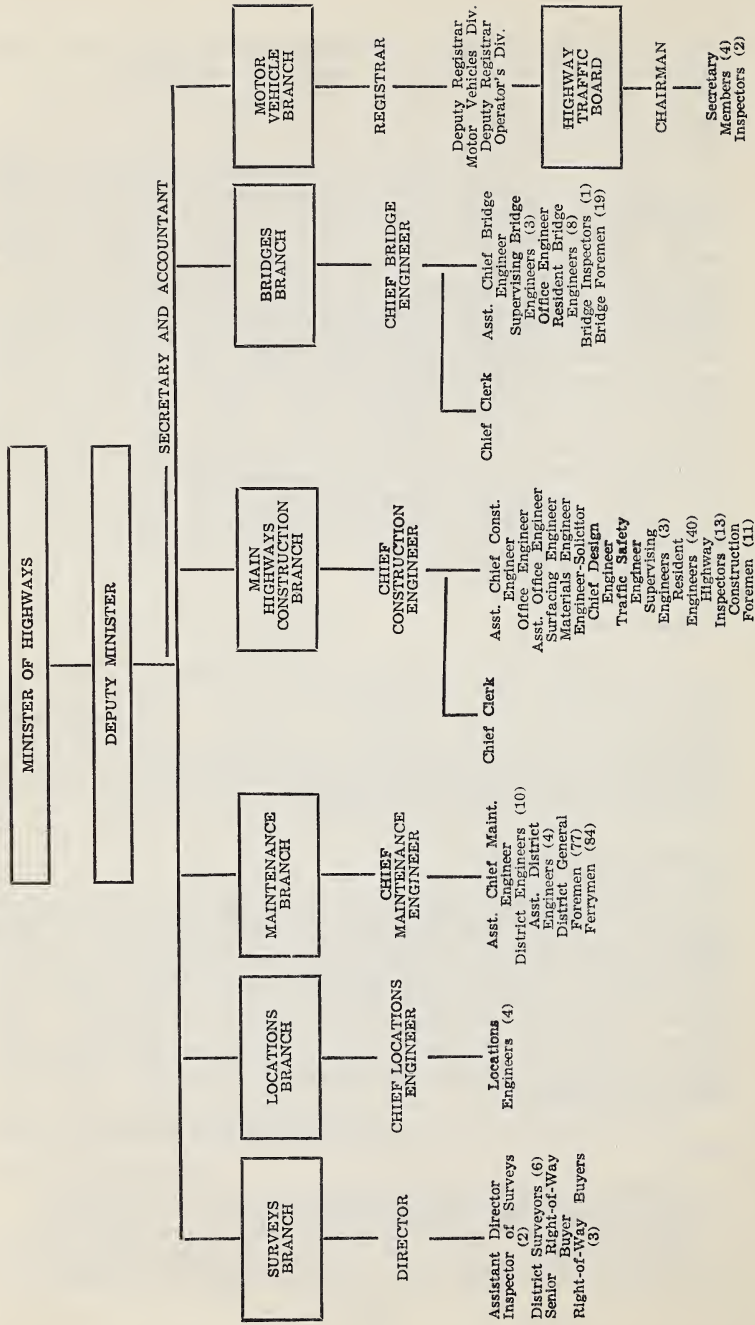 MINISTER OF HIGHWAYS
DEPUTY MINISTER
SECRETARY AND ACCOUNTANT
SURVEYS
BRANCH
DIRECTOR
Assistant Director
Inspector of Surveys
(2)
District Surveyors (6)
Senior Right-of-Way
Buyer
Right-of-Way Buyers
(3)
LOCATIONS
BRANCH
CHIEF LOCATIONS
ENGINEER
Locations
Engineers (4)
MAINTENANCE
BRANCH
CHIEF
MAINTENANCE
ENGINEER
Asst. Chief Maint.
Engineer
District Engineers (10)
Asst. District
Engineers (4)
District General
Foremen (77)
Ferrymen (84)
MAIN
HIGHWAYS
CONSTRUCTION
BRANCH
CHIEF
CONSTRUCTION
ENGINEER
Chief Clerk
Asst. Chief Const.
Engineer
Office Engineer
Asst. Office Engineer
Surfacing Engineer
Materials Engineer
Engineer-Solicitor
Chief Design
Engineer
Traffic Safety
Engineer
Supervising
Engineers (3)
Resident
Engineers (40)
Highway
Inspectors (13)
Construction
Foremen (11)
BRIDGES
BRANCH
CHIEF BRIDGE
ENGINEER
Chief Clerk
Asst. Chief Bridge
Engineer
Supervising Bridge
Engineers (3)
Office Engineer
Resident Bridge
Engineers (8)
Bridge Inspectors (1)
Bridge Foremen (19)
MOTOR
VEHICLE
BRANCH
REGISTRAR
Deputy Registrar
Motor Vehicles Div.
Deputy Registrar
Operator's Div.
HIGHWAY
TRAFFIC
BOARD
CHAIRMAN
Secretary
Members (4)
Inspectors (2)